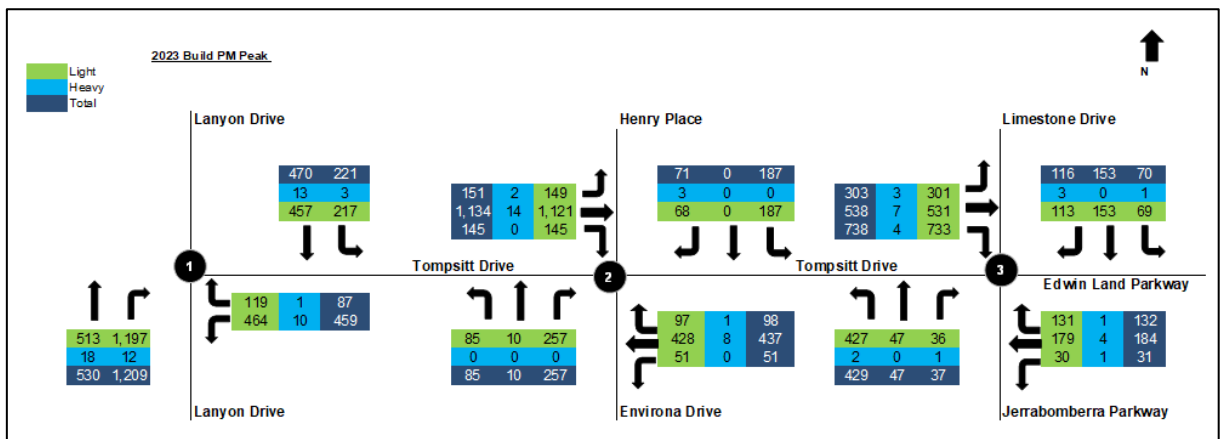 2023 Build PM Peak
Light
Heavy
Total
N
Lanyon Drive
Henry Place
Limestone Drive
470 221
13 3
457 217
151 2 149
1,134 14 1,121
145 0 145
71 0 187
3 0 0
68 0 187
303 3 301
538 7 531
738 4 733
116 153 70
3 0 1
113 153 69
1
Tompsitt Drive
2
Tompsitt Drive
3
Edwin Land Parkway
513 1,197
18 12
530 1,209
119 1 87
464 10 459
85 10 257
0 0 0
85 10 257
97 1 98
428 8 437
51 0 51
427 47 36
2 0 1
429 47 37
131 1 132
179 4 184
30 1 31
Lanyon Drive
Environa Drive
Jerrabomberra Parkway